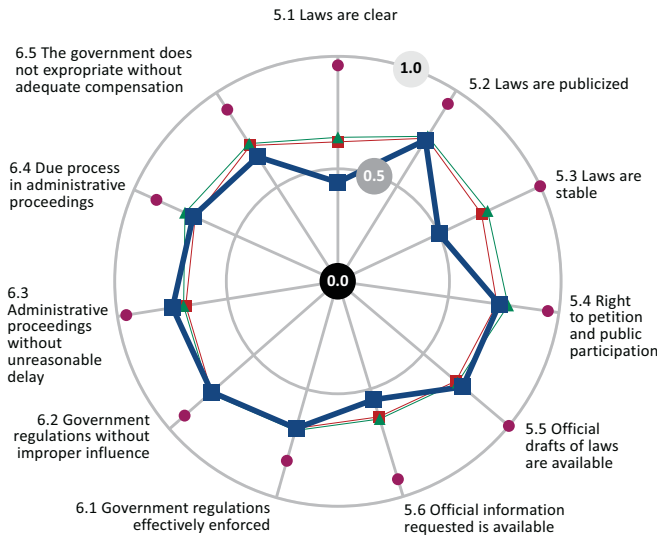 5.1 Laws are clear
1.0
5.2 Laws are publicized
0.5
5.3 Laws are
stable
0.0
5.4 Right
to petition
and public
participation
5.5 Official
drafts of laws
are available
5.6 Official information
requested is available
6.1 Government regulations
effectively enforced
6.2 Government
regulations without
improper influence
6.3
Administrative
proceedings
without
unreasonable
delay
6.4 Due process
in administrative
proceedings
6.5 The government does
not expropriate without
adequate compensation